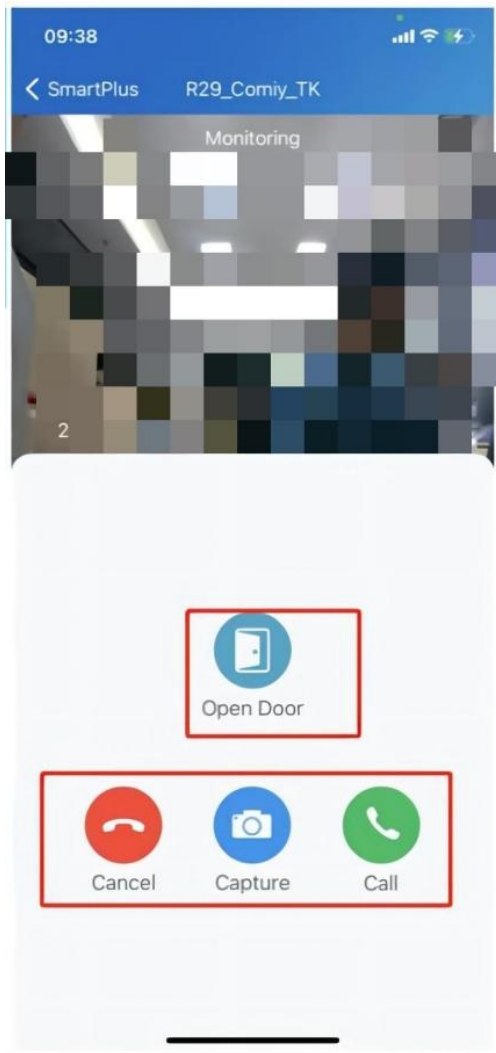 09:38
SmartPlus R29_Comiy_TK
Monitoring
2
Open Door
Cancel Capture Call